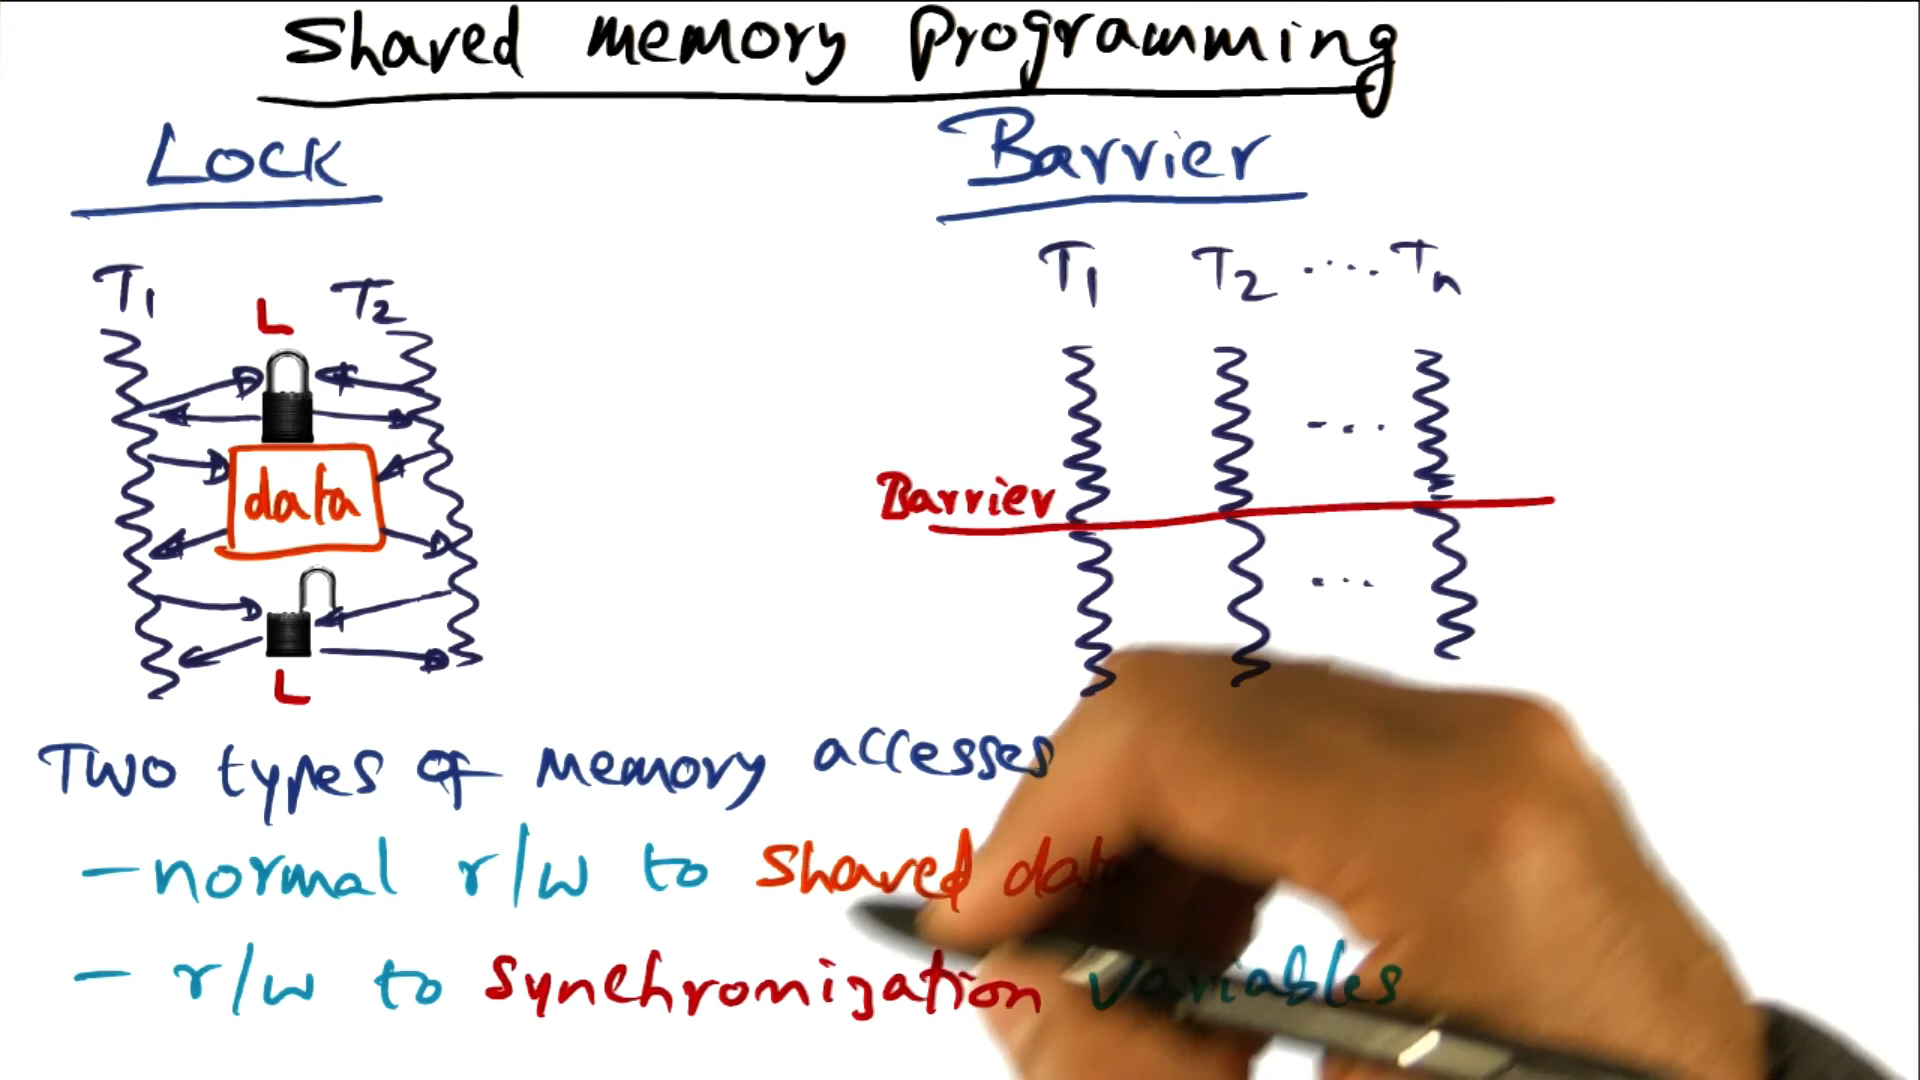 Shared memory Programming
Lock
Barrier
T1
T2
L
data
L
T1 T2 .... Tn
...
Barrier
...
Two types of memory accesses
- normal r/w to shared
- r/w to synchronization variables